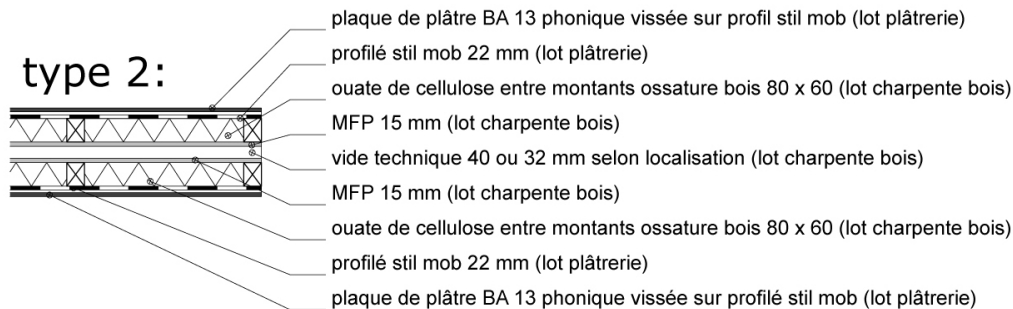 type 2:
plaque de plâtre BA 13 phonique vissée sur profil stil mob (lot plâtrerie)
profilé stil mob 22 mm (lot plâtrerie)
ouate de cellulose entre montants ossature bois 80 x 60 (lot charpente bois)
MFP 15 mm (lot charpente bois)
vide technique 40 ou 32 mm selon localisation (lot charpente bois)
MFP 15 mm (lot charpente bois)
ouate de cellulose entre montants ossature bois 80 x 60 (lot charpente bois)
profilé stil mob 22 mm (lot plâtrerie)
plaque de plâtre BA 13 phonique vissée sur profilé stil mob (lot plâtrerie)